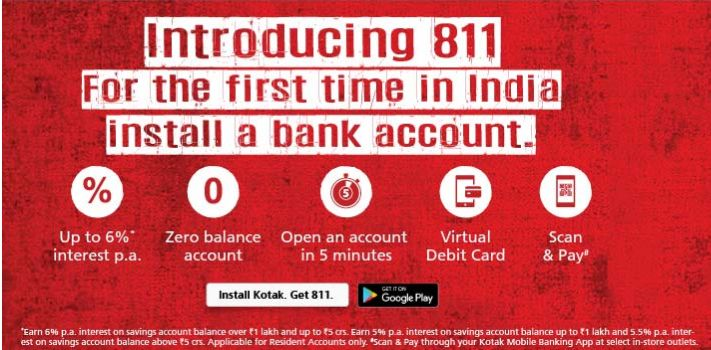 Introducing 811
For the first time in India
install a bank account.
%
0
5
Up to 6%*
interest p.a.
Zero balance
account
Open an account
in 5 minutes
Virtual
Debit Card
Scan
& Pay#
Install Kotak. Get 811.
GET IT ON
Google Play
*Earn 6% p.a. interest on savings account balance over ₹1 lakh and up to ₹5 crs. Earn 5% p.a. interest on savings account balance up to ₹1 lakh and 5.5% p.a. inter-
est on savings account balance above ₹5 crs. Applicable for Resident Accounts only. #Scan & Pay through your Kotak Mobile Banking App at select in-store outlets.